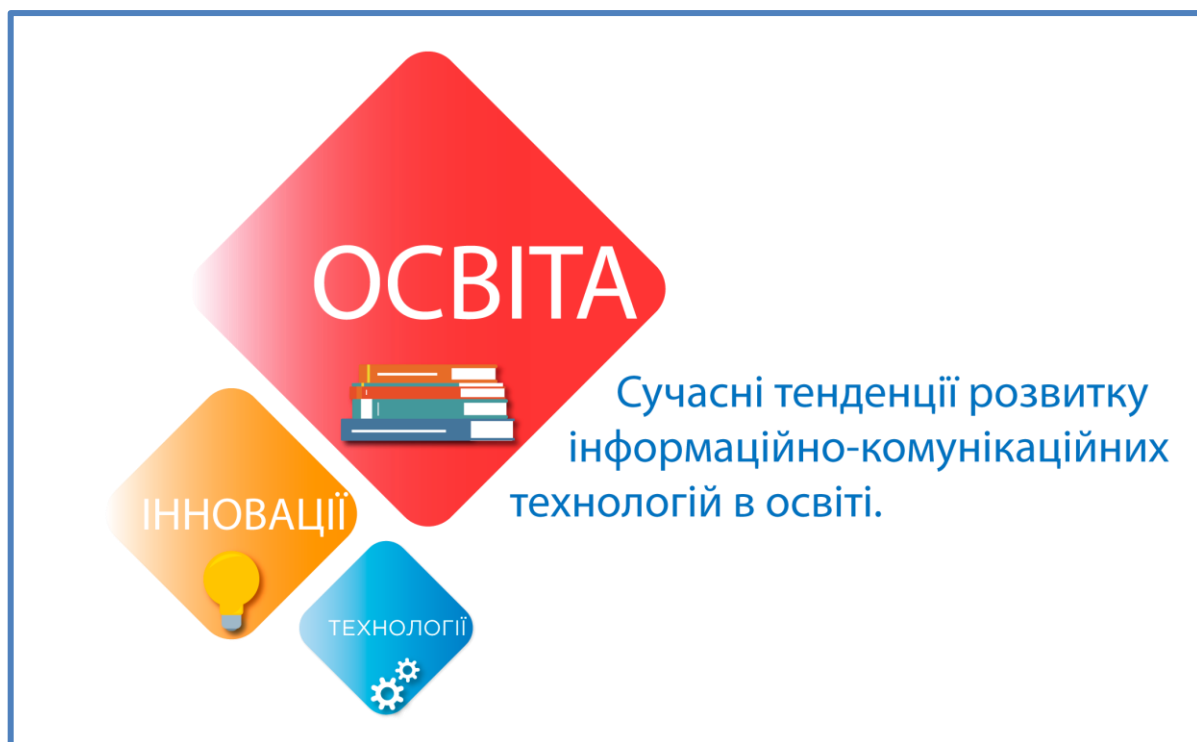 ОСВІТА
Сучасні тенденції розвитку
інформаційно-комунікаційних
технологій в освіті.
ІННОВАЦІЇ
ТЕХНОЛОГІЇ